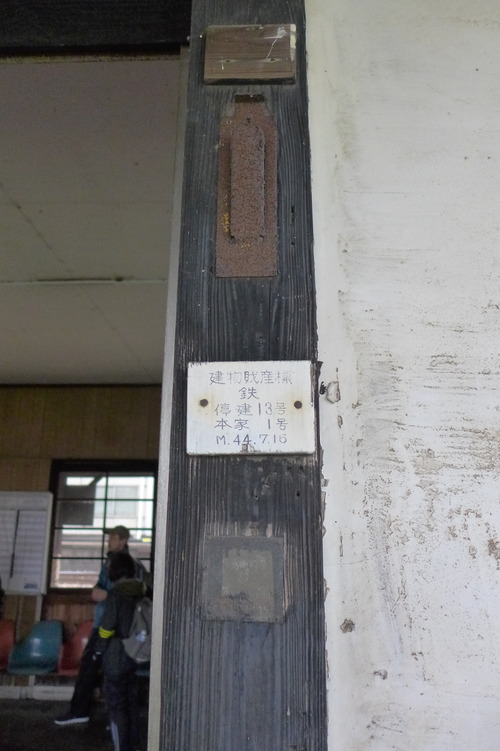 建物財産標
鉄
停建13号
本家 1号
M.44.7.16